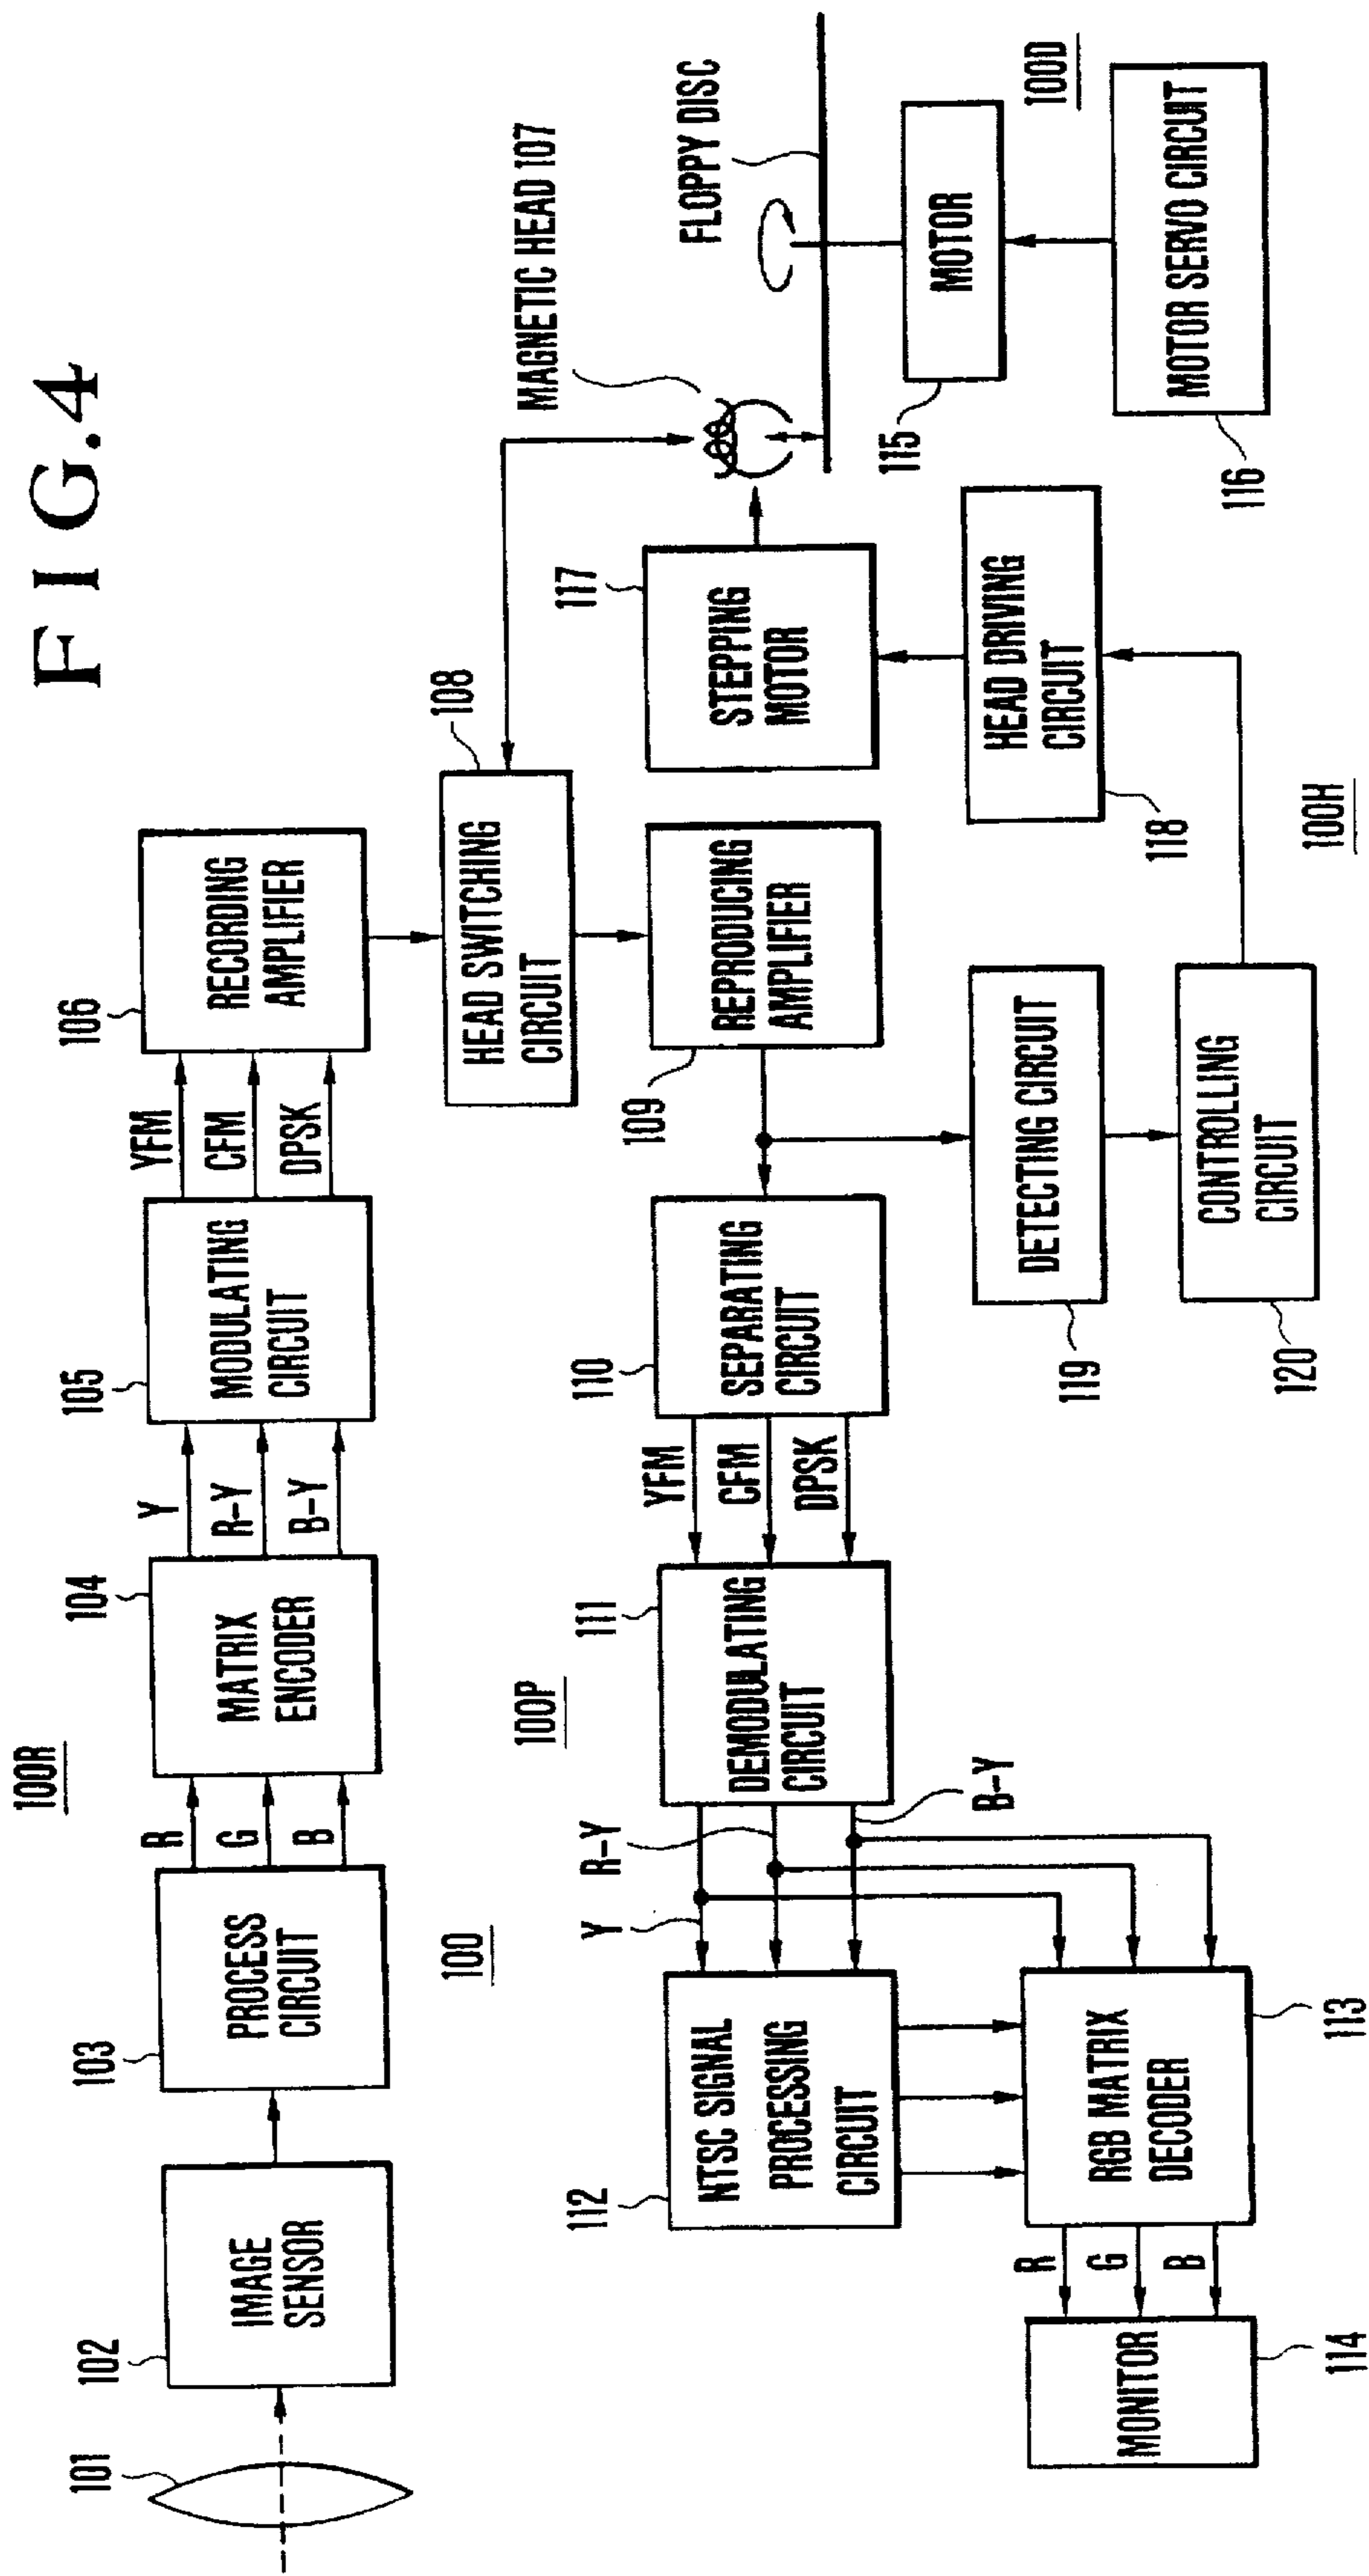 FIG.4
100R
101
102
IMAGE
SENSOR
103
PROCESS
CIRCUIT
R
G
B
104
MATRIX
ENCODER
Y
R-Y
B-Y
105
MODULATING
CIRCUIT
YFM
CFM
DPSK
106
RECORDING
AMPLIFIER
100
108
HEAD SWITCHING
CIRCUIT
MAGNETIC HEAD 107
100P
112
NTSC SIGNAL
PROCESSING
CIRCUIT
Y
R-Y
B-Y
111
DEMODULATING
CIRCUIT
YFM
CFM
DPSK
110
SEPARATING
CIRCUIT
109
REPRODUCING
AMPLIFIER
117
STEPPING
MOTOR
FLOPPY DISC
114
MONITOR
R
G
B
113
RGB MATRIX
DECODER
119
DETECTING CIRCUIT
118
HEAD DRIVING
CIRCUIT
115
MOTOR
100D
120
CONTROLLING
CIRCUIT
100H
116
MOTOR SERVO CIRCUIT